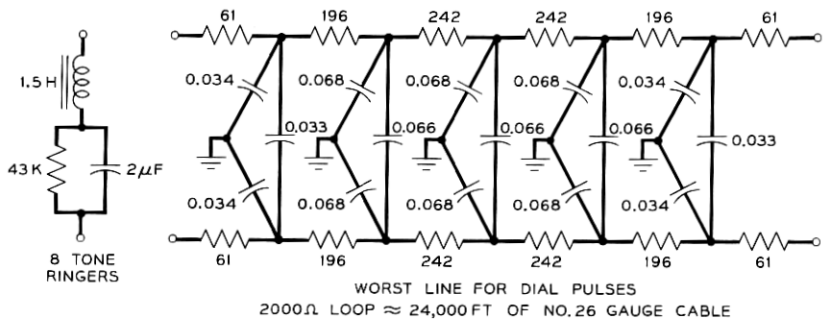 61 196 242 242 196 61
1.5H
43K
2μF
8 TONE
RINGERS
0.034 0.068 0.068 0.068 0.034
0.033 0.066 0.066 0.066 0.033
0.034 0.068 0.068 0.068 0.034
61 196 242 242 196 61
WORST LINE FOR DIAL PULSES
2000Ω LOOP ≈ 24,000 FT OF NO. 26 GAUGE CABLE